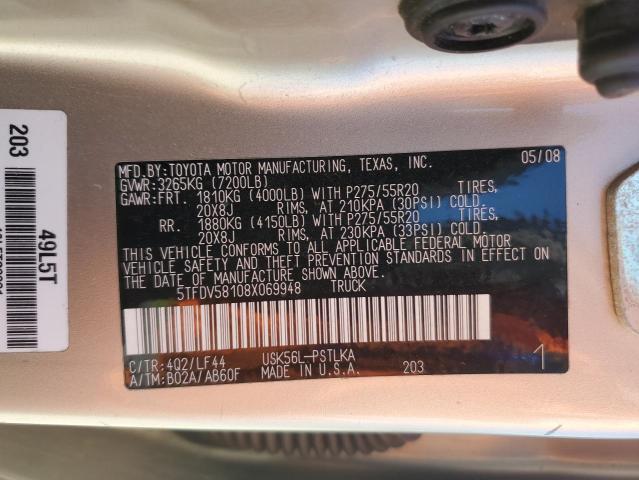 MFD.BY:TOYOTA MOTOR MANUFACTURING, TEXAS, INC. 05/08
GVWR:3265KG (7200LB)
GAWR:FRT. 1810KG (4000LB) WITH P275/55R20 TIRES,
20X8J RIMS, AT 210KPA (30PSI) COLD.
RR. 1880KG (4150LB) WITH P275/55R20 TIRES,
20X8J RIMS, AT 230KPA (33PSI) COLD.
THIS VEHICLE CONFORMS TO ALL APPLICABLE FEDERAL MOTOR
VEHICLE SAFETY AND THEFT PREVENTION STANDARDS IN EFFECT
ON THE DATE OF MANUFACTURE SHOWN ABOVE.
5TFDV58108X069948 TRUCK
C/TR:4Q2/LF44 USK56L-PSTLKA
A/TM:B02A/AB60F MADE IN U.S.A. 203
1
203
49L5T